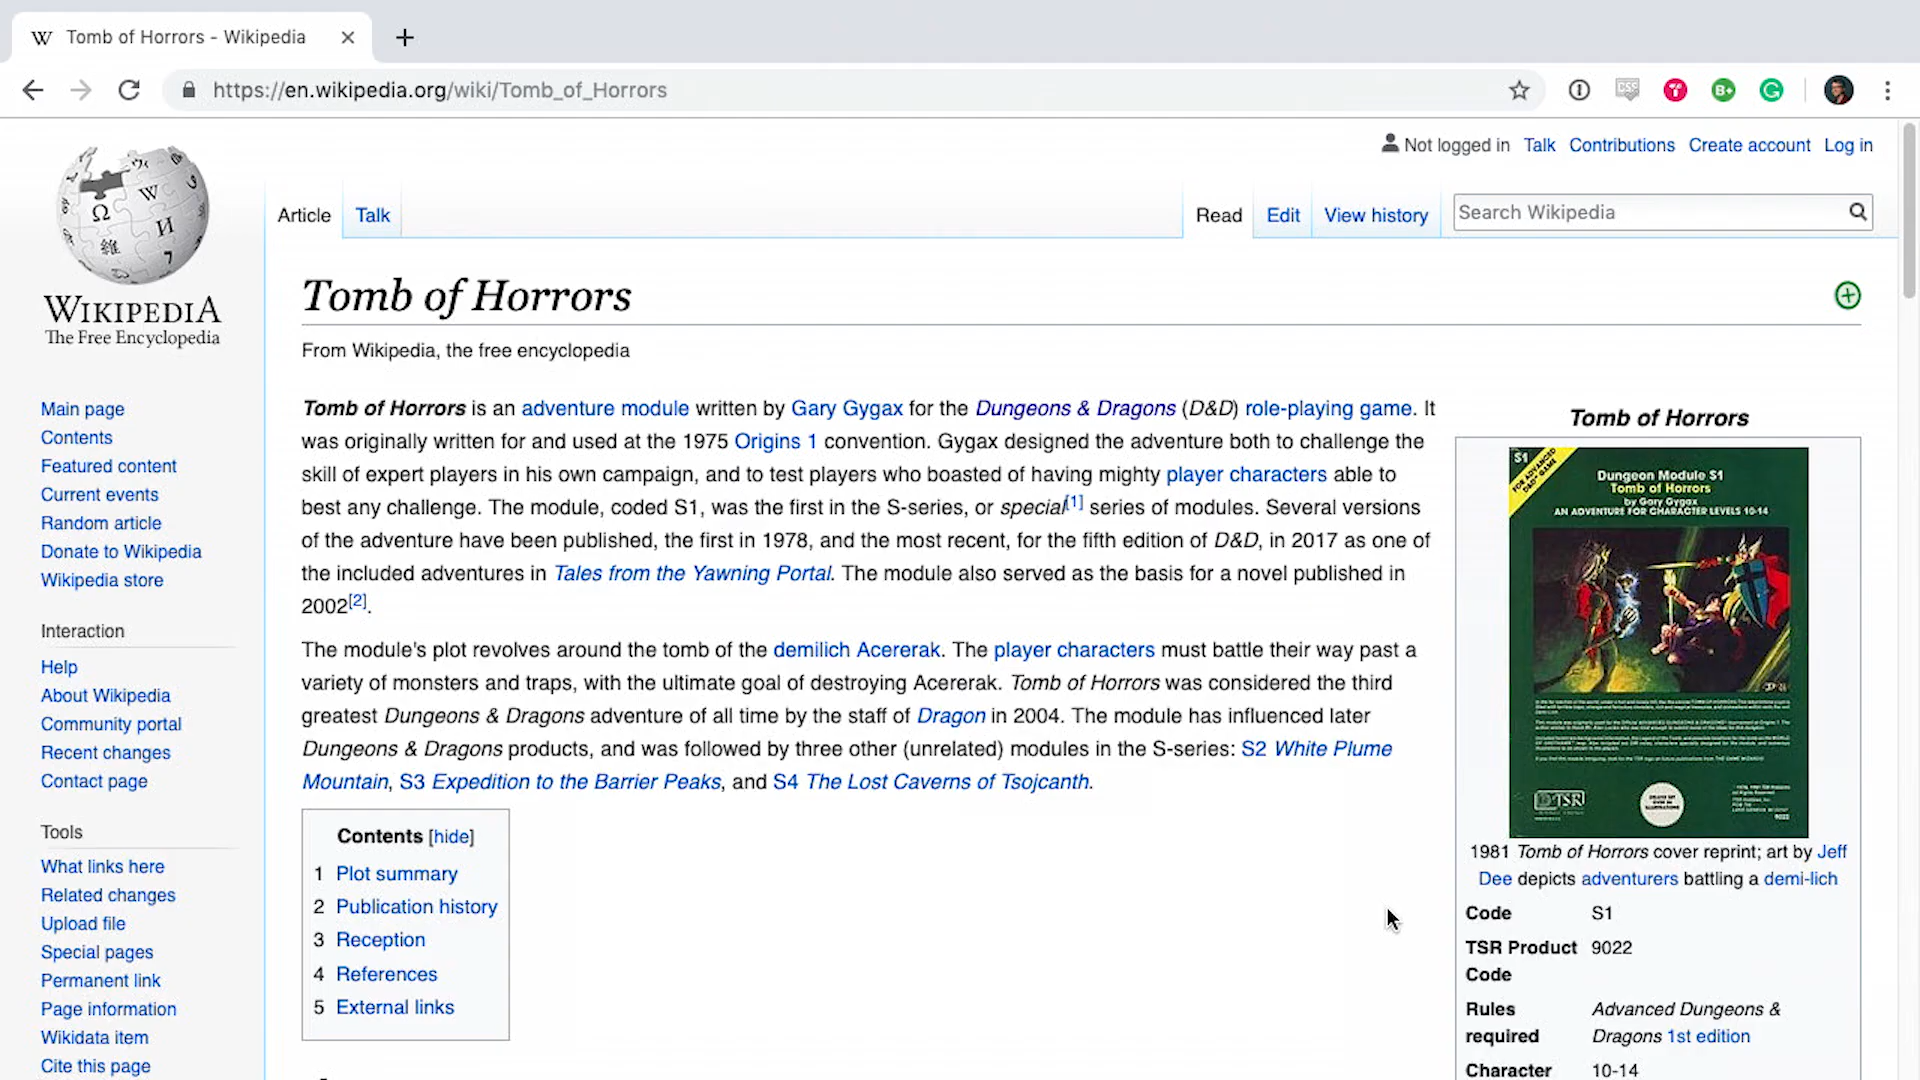 Tomb of Horrors - Wikipedia
https://en.wikipedia.org/wiki/Tomb_of_Horrors
Not logged in Talk Contributions Create account Log in
WIKIPEDIA
The Free Encyclopedia
Article Talk Read Edit View history Search Wikipedia
Tomb of Horrors
From Wikipedia, the free encyclopedia
Main page
Contents
Featured content
Current events
Random article
Donate to Wikipedia
Wikipedia store
Interaction
Help
About Wikipedia
Community portal
Recent changes
Contact page
Tools
What links here
Related changes
Upload file
Special pages
Permanent link
Page information
Wikidata item
Cite this page
Tomb of Horrors is an adventure module written by Gary Gygax for the Dungeons & Dragons (D&D) role-playing game. It
was originally written for and used at the 1975 Origins 1 convention. Gygax designed the adventure both to challenge the
skill of expert players in his own campaign, and to test players who boasted of having mighty player characters able to
best any challenge. The module, coded S1, was the first in the S-series, or special[1] series of modules. Several versions
of the adventure have been published, the first in 1978, and the most recent, for the fifth edition of D&D, in 2017 as one of
the included adventures in Tales from the Yawning Portal. The module also served as the basis for a novel published in
2002[2].
The module's plot revolves around the tomb of the demilich Acererak. The player characters must battle their way past a
variety of monsters and traps, with the ultimate goal of destroying Acererak. Tomb of Horrors was considered the third
greatest Dungeons & Dragons adventure of all time by the staff of Dragon in 2004. The module has influenced later
Dungeons & Dragons products, and was followed by three other (unrelated) modules in the S-series: S2 White Plume
Mountain, S3 Expedition to the Barrier Peaks, and S4 The Lost Caverns of Tsojcanth.
Contents [hide]
1 Plot summary
2 Publication history
3 Reception
4 References
5 External links
Tomb of Horrors
S1
FOR ADVANCED
D&D GAME
Dungeon Module S1
Tomb of Horrors
by Gary Gygax
AN ADVENTURE FOR CHARACTER LEVELS 10-14
TSR
9022
1981 Tomb of Horrors cover reprint; art by Jeff
Dee depicts adventurers battling a demi-lich
Code S1
TSR Product 9022
Code
Rules Advanced Dungeons &
required Dragons 1st edition
Character 10-14